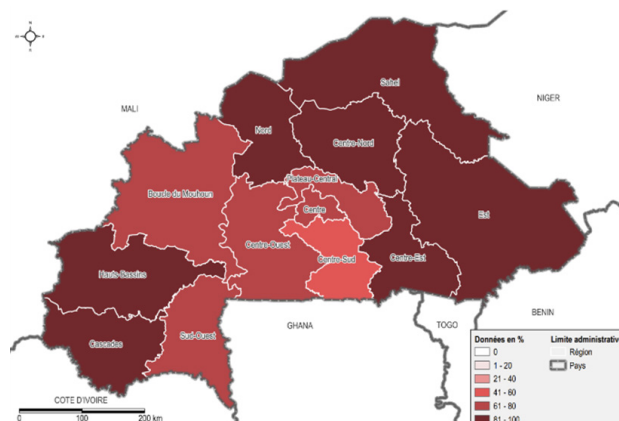 N
Sahel
NIGER
MALI
Nord
Centre-Nord
Plateau-Central
Boucle du Mouhoun
Centre
Est
Centre-Ouest
Centre-Sud
Centre-Est
Hauts-Bassins
Sud-Ouest
Cascades
GHANA
TOGO
BENIN
COTE D'IVOIRE
0 100 200 km
Données en %
0
1 - 20
21 - 40
41 - 60
61 - 80
81 - 100
Limite administrative
Région
Pays